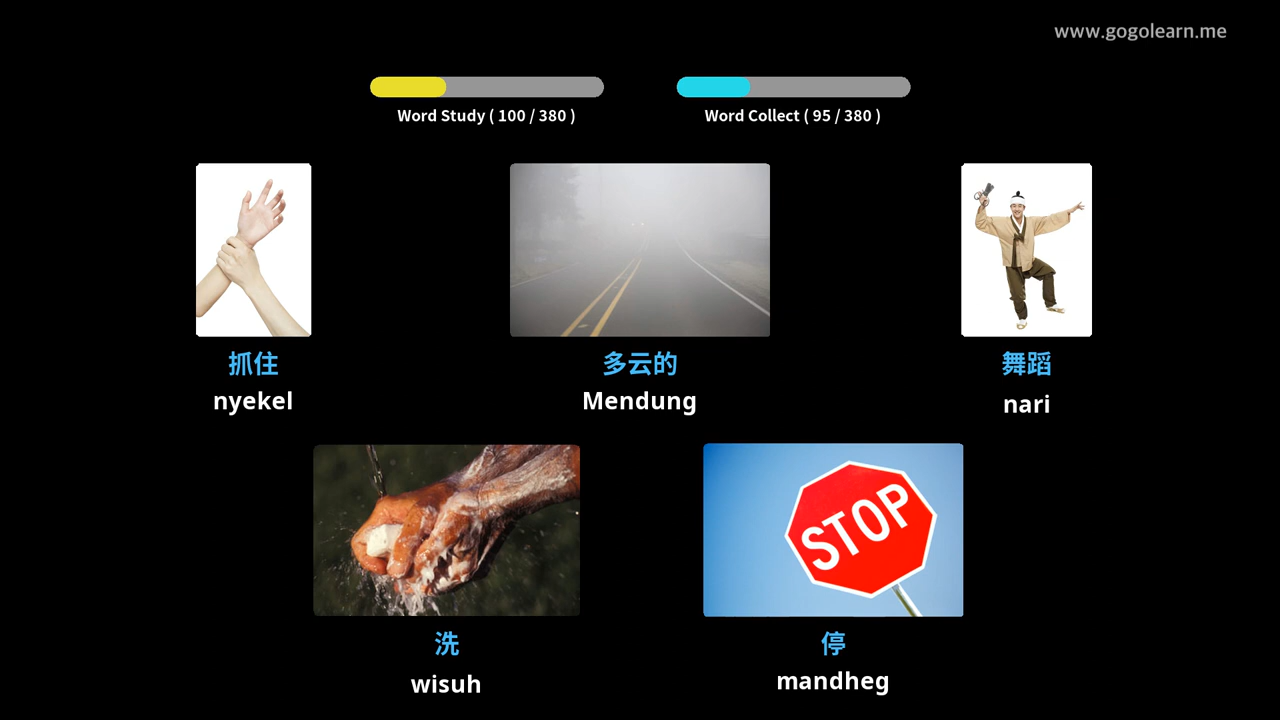 www.gogolearn.me
Word Study ( 100 / 380 )
Word Collect ( 95 / 380 )
抓住
nyekel
多云的
Mendung
舞蹈
nari
STOP
洗
wisuh
停
mandheg